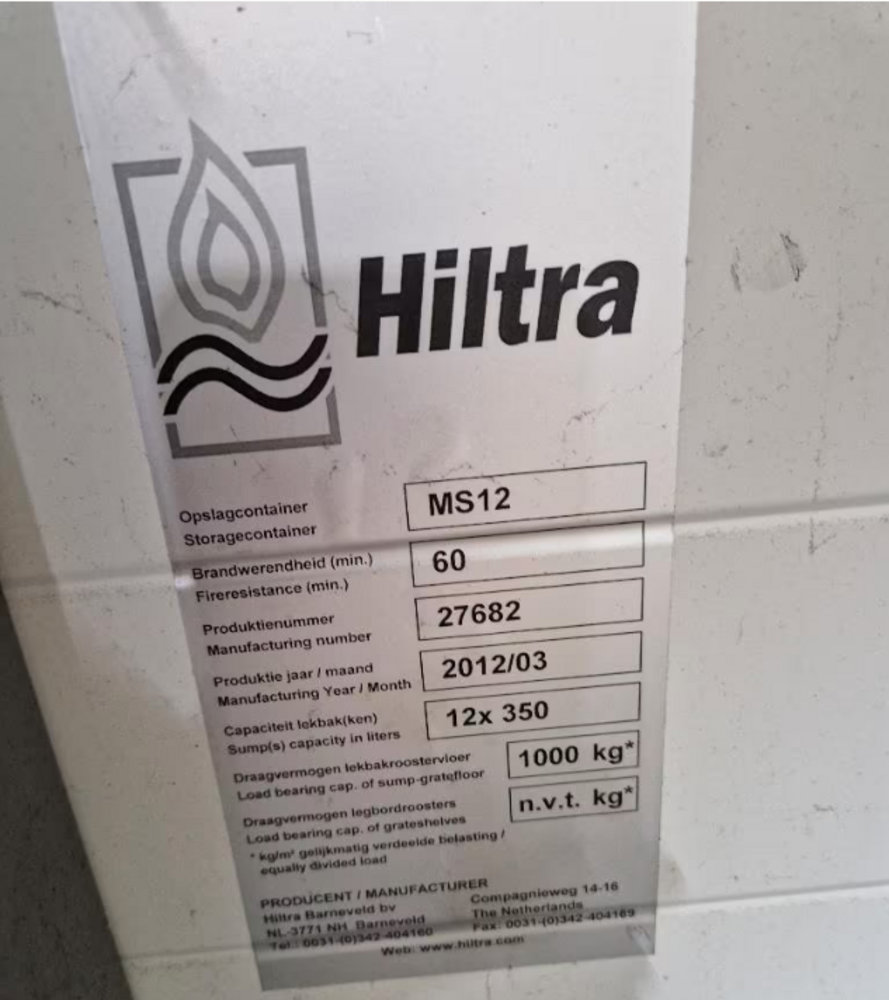 Hiltra
Opslagcontainer
Storagecontainer
MS12
Brandwerendheid (min.)
Fireresistance (min.)
60
Produktienummer
Manufacturing number
27682
Produktie jaar / maand
Manufacturing Year / Month
2012/03
Capaciteit lekbak(ken)
Sump(s) capacity in liters
12x 350
Draagvermogen lekbakroostervloer
Load bearing cap. of sump-gratefloor
1000 kg*
Draagvermogen legbordroosters
Load bearing cap. of grateshelves
n.v.t. kg*
* kg/m² gelijkmatig verdeelde belasting /
equally divided load
PRODUCENT / MANUFACTURER
Hiltra Barneveld bv
NL-3771 NH Barneveld
Tel.: 0031-(0)342-404160
Compagnieweg 14-16
The Netherlands
Fax: 0031-(0)342-404169
Web: www.hiltra.com